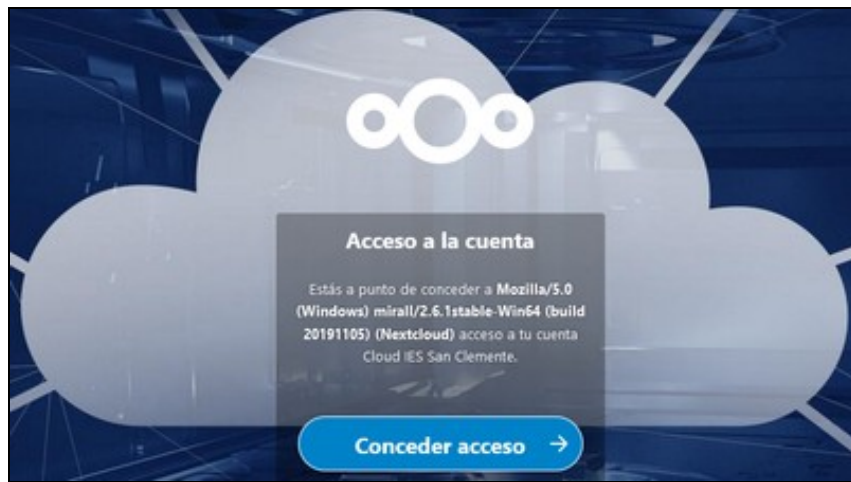 Acceso a la cuenta
Estás a punto de conceder a Mozilla/5.0
(Windows) mirall/2.6.1stable-Win64 (build
20191105) (Nextcloud) acceso a tu cuenta
Cloud IES San Clemente.
Conceder acceso →